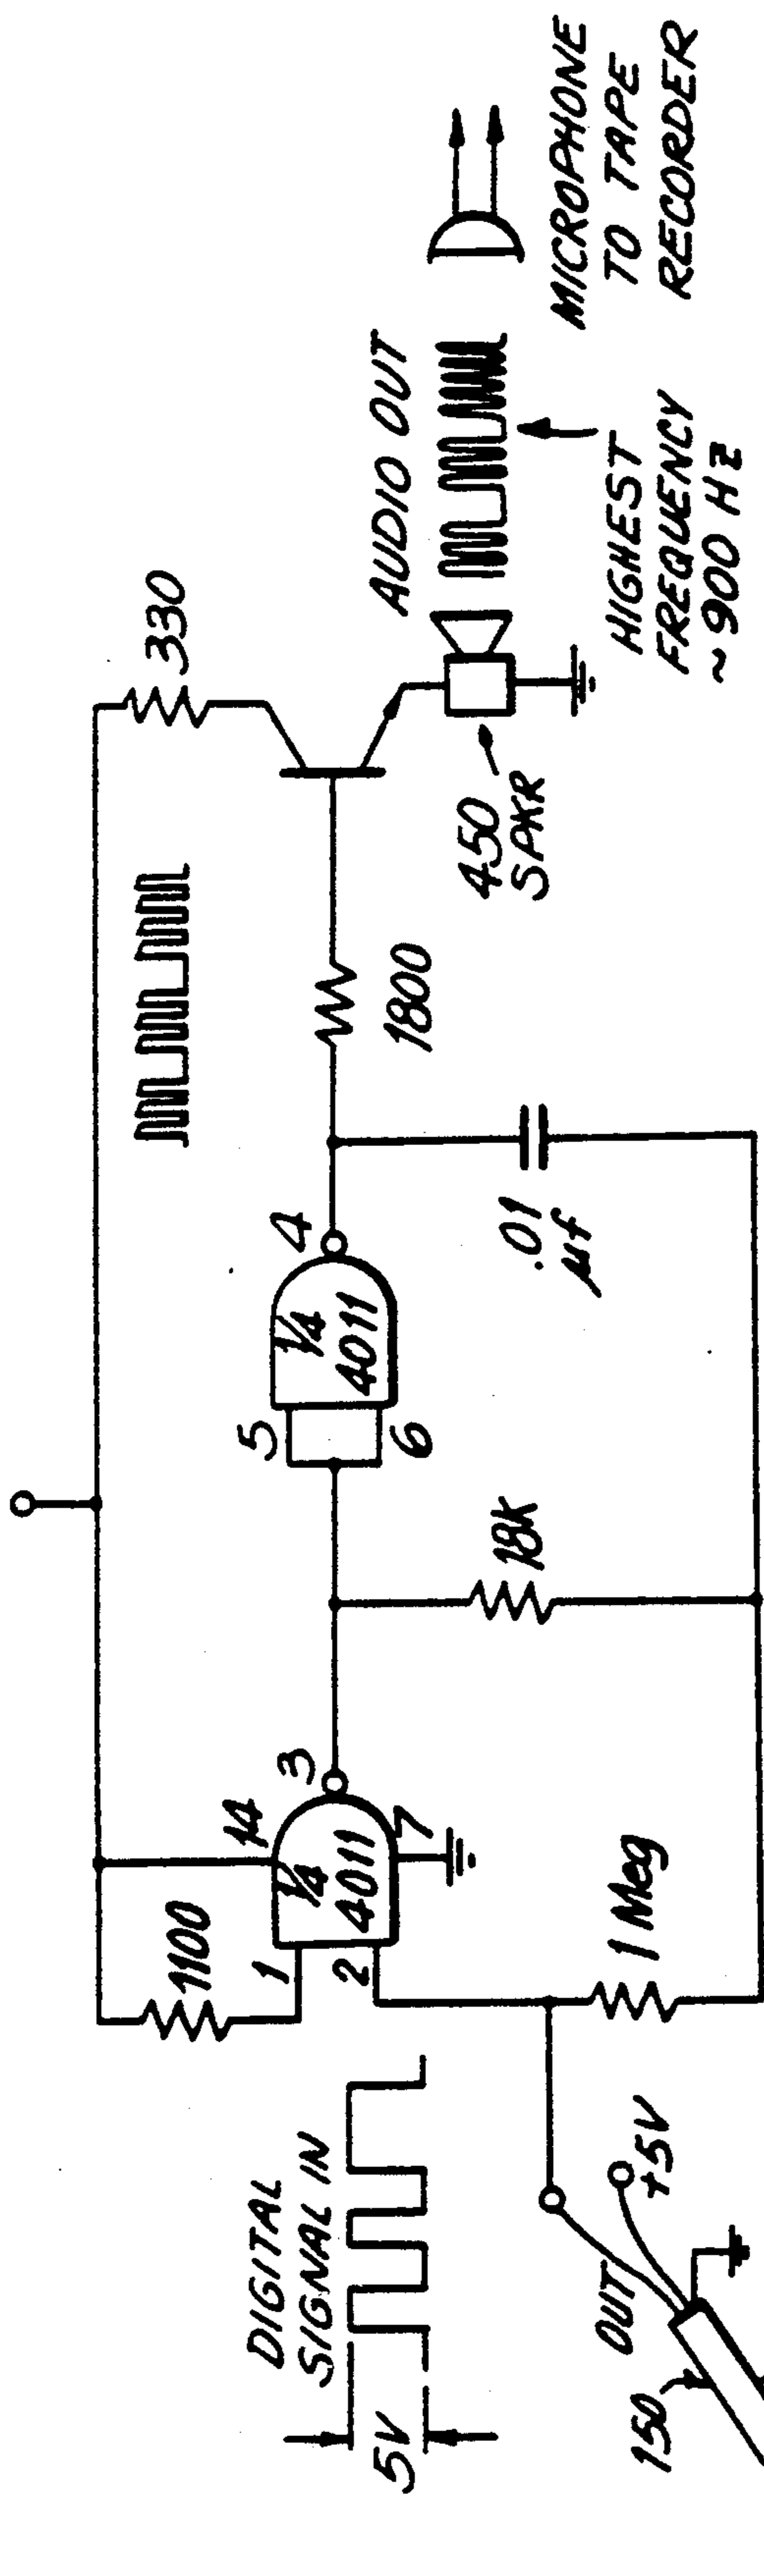 DIGITAL
SIGNAL IN
5V
150
OUT
+5V
1100
14
1
2
1/4
4011
3
7
1 Meg
18K
5
6
1/4
4011
4
.01
µf
1800
330
450
SPKR
AUDIO OUT
HIGHEST
FREQUENCY
~900 HZ
MICROPHONE
TO TAPE
RECORDER